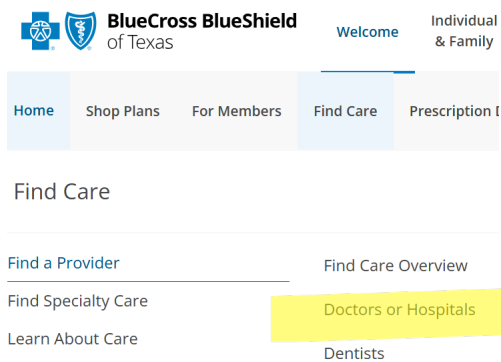 BlueCross BlueShield
of Texas
Welcome
Individual
& Family
Home
Shop Plans
For Members
Find Care
Prescription D
Find Care
Find a Provider
Find Specialty Care
Learn About Care
Find Care Overview
Doctors or Hospitals
Dentists